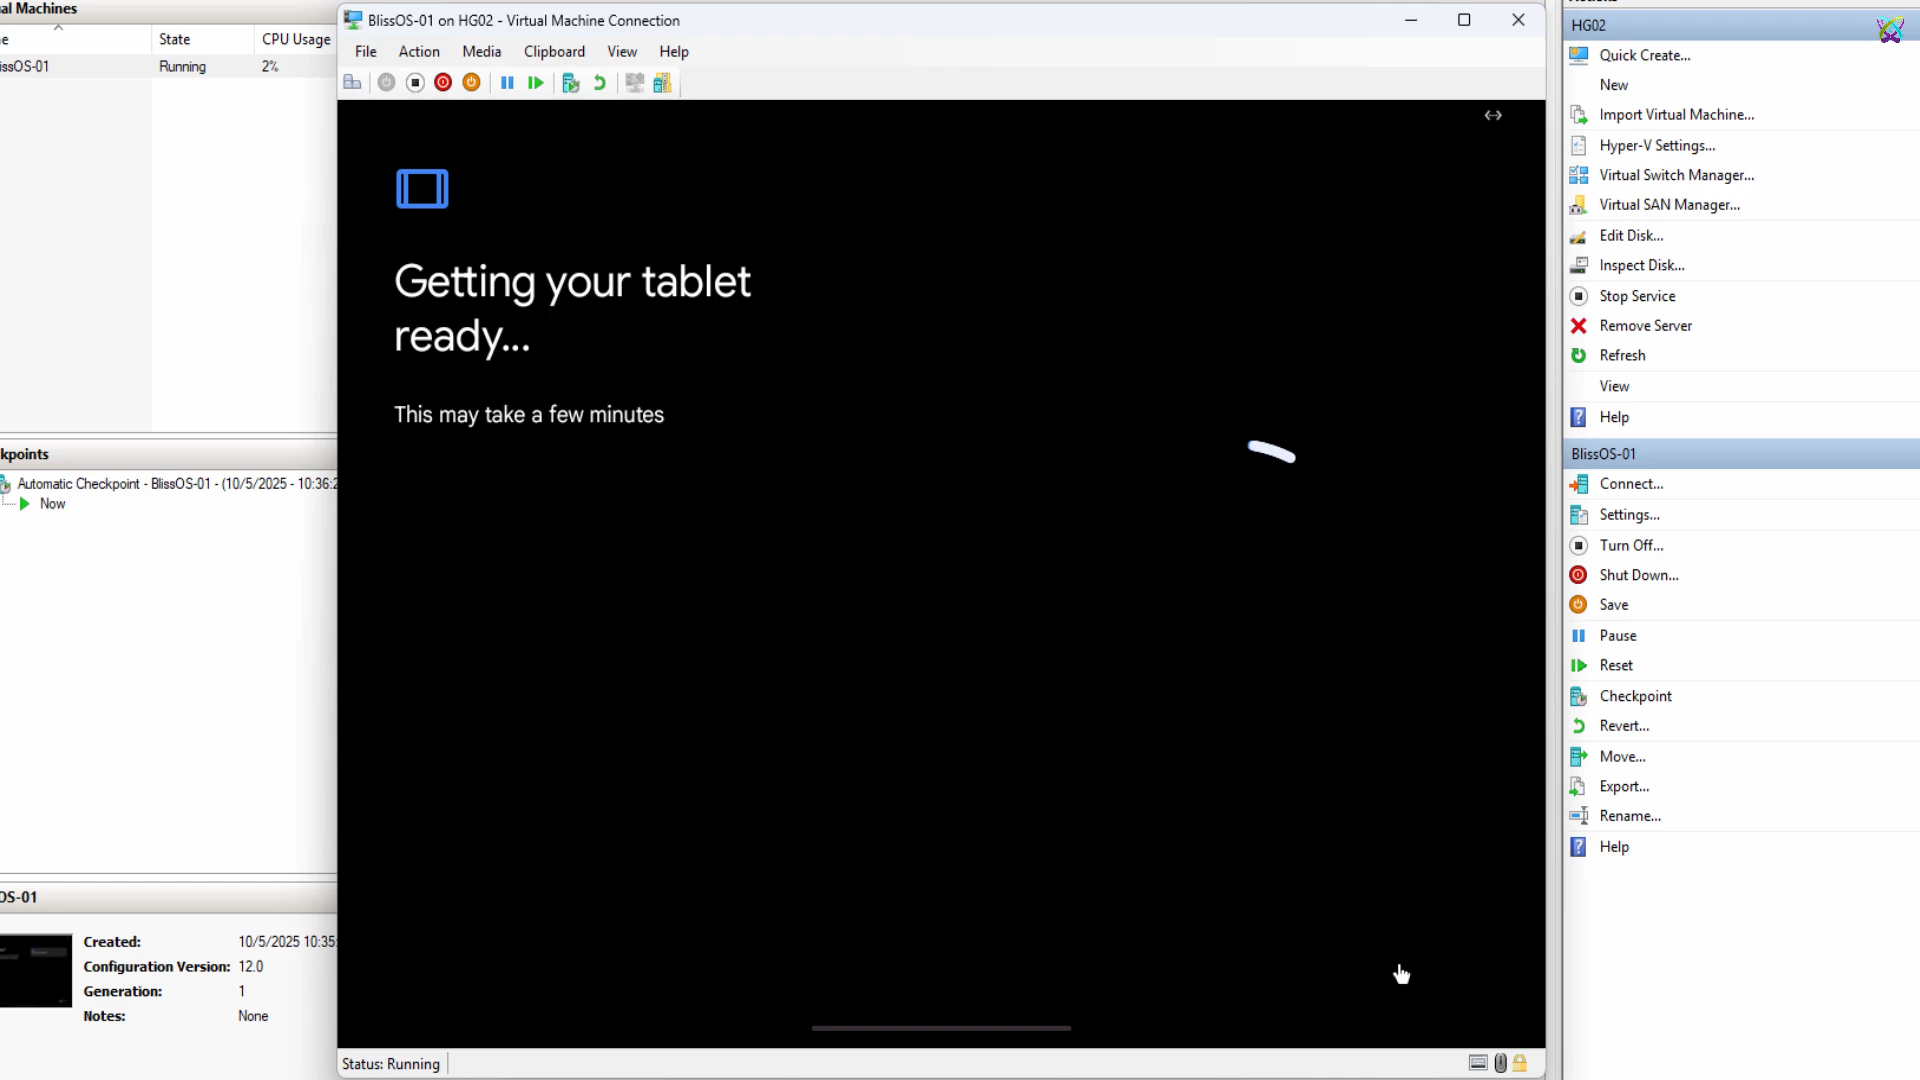 al Machines
e
State
CPU Usage
issOS-01
Running
2%
kpoints
Automatic Checkpoint - BlissOS-01 - (10/5/2025 - 10:36:2
Now
OS-01
Created:
10/5/2025 10:35:
Configuration Version:
12.0
Generation:
1
Notes:
None
BlissOS-01 on HG02 - Virtual Machine Connection
File
Action
Media
Clipboard
View
Help
Getting your tablet
ready...
This may take a few minutes
Status: Running
HG02
Quick Create...
New
Import Virtual Machine...
Hyper-V Settings...
Virtual Switch Manager...
Virtual SAN Manager...
Edit Disk...
Inspect Disk...
Stop Service
Remove Server
Refresh
View
Help
BlissOS-01
Connect...
Settings...
Turn Off...
Shut Down...
Save
Pause
Reset
Checkpoint
Revert...
Move...
Export...
Rename...
Help